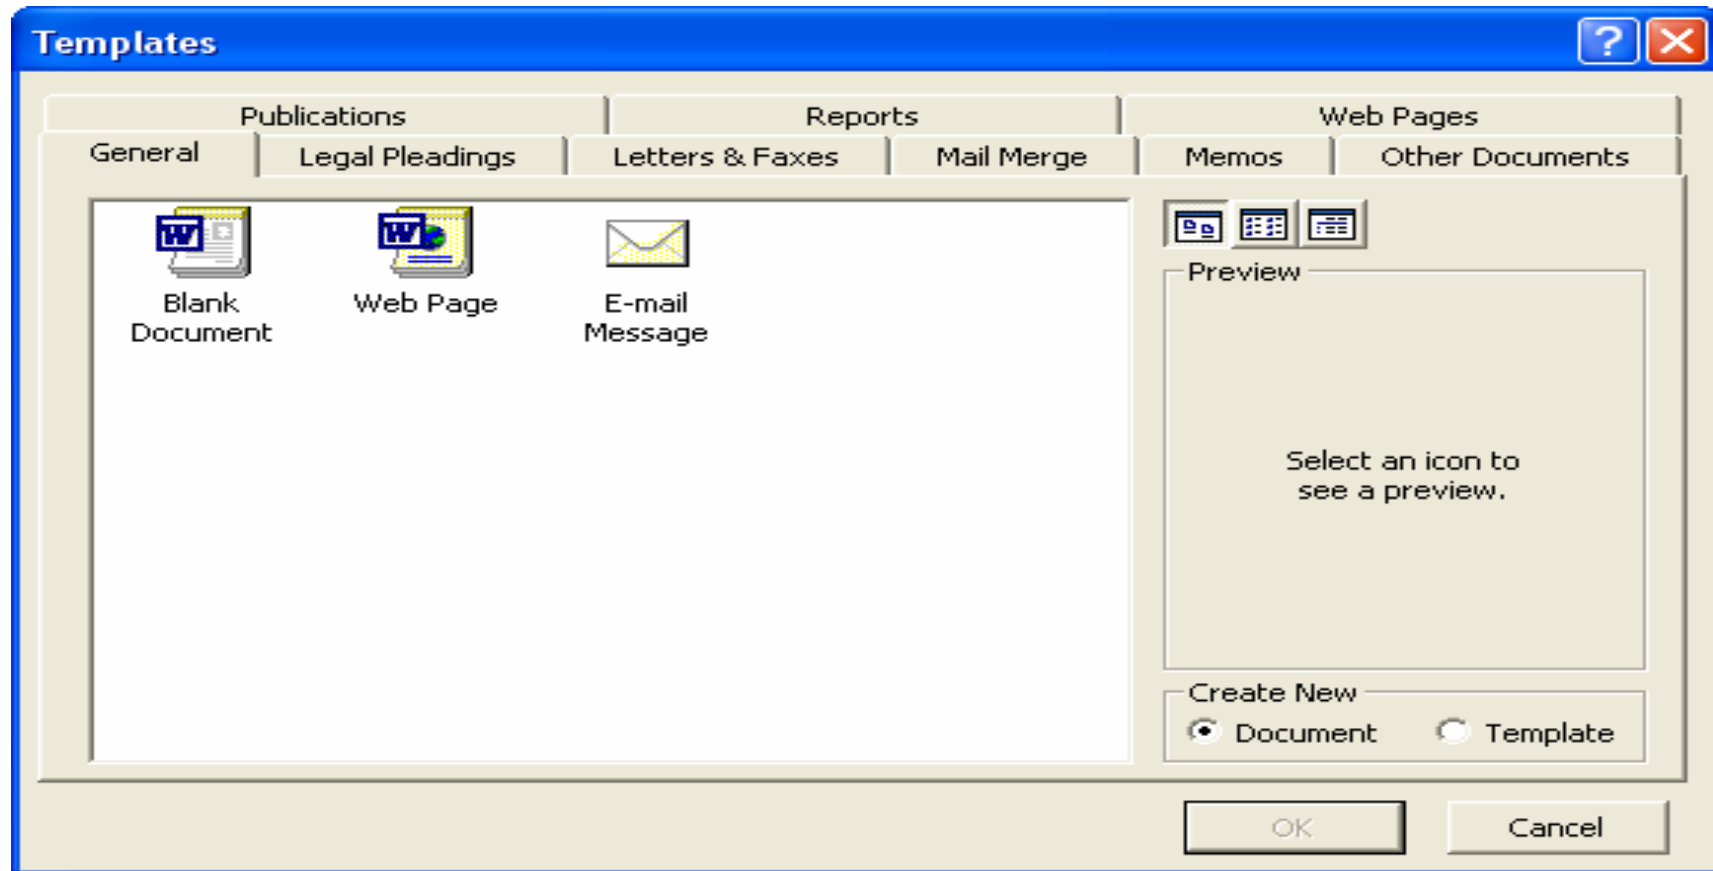 Templates
Publications Reports Web Pages
General Legal Pleadings Letters & Faxes Mail Merge Memos Other Documents
Blank
Document
Web Page
E-mail
Message
Preview
Select an icon to
see a preview.
Create New
Document Template
OK Cancel